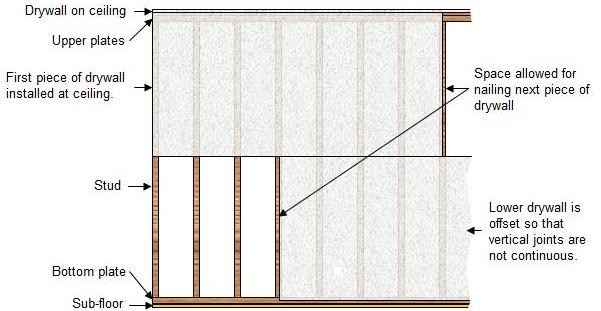 Drywall on ceiling
Upper plates
First piece of drywall
installed at ceiling.
Space allowed for
nailing next piece of
drywall
Stud
Lower drywall is
offset so that
vertical joints are
not continuous.
Bottom plate
Sub-floor